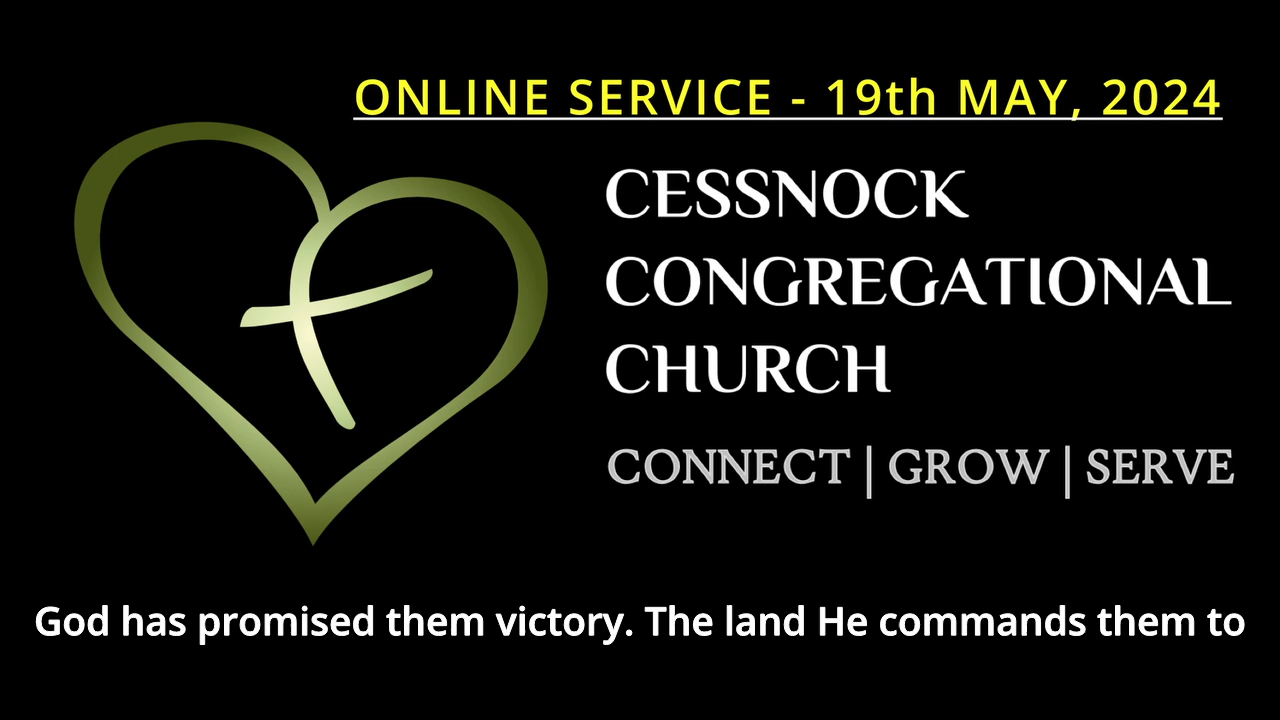 ONLINE SERVICE - 19th MAY, 2024
CESSNOCK
CONGREGATIONAL
CHURCH
CONNECT | GROW | SERVE
God has promised them victory. The land He commands them to